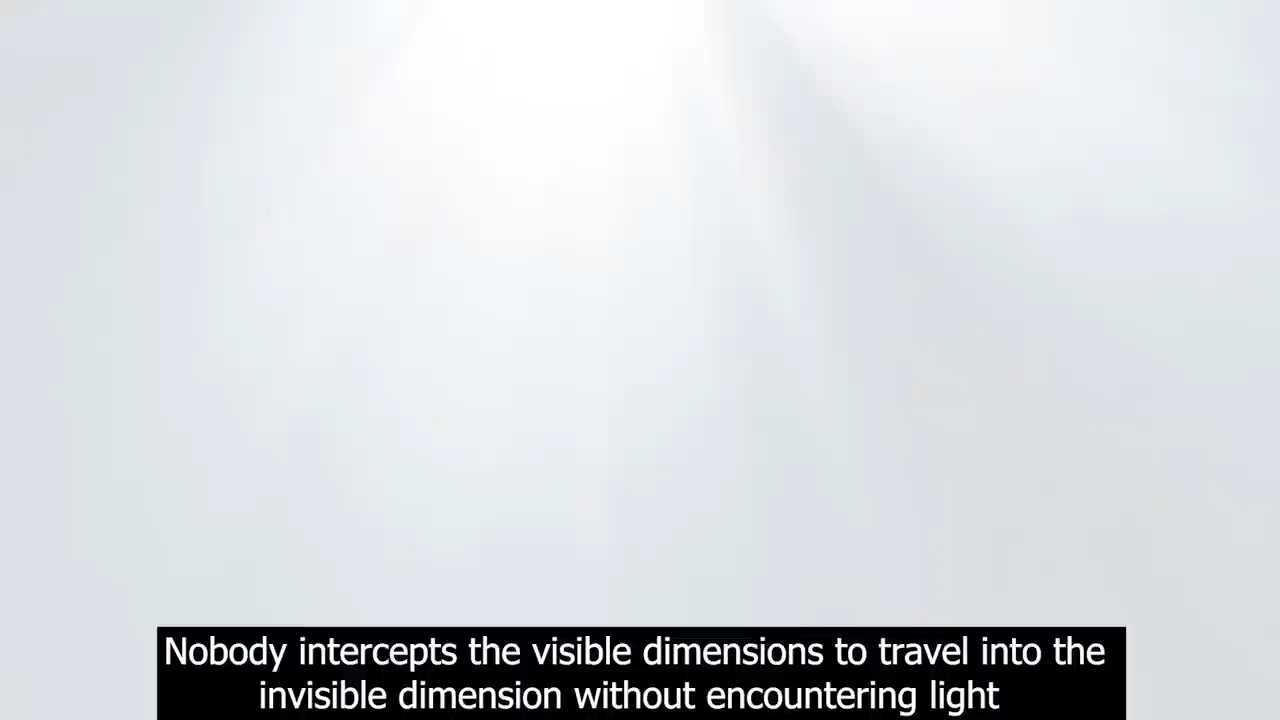 Nobody intercepts the visible dimensions to travel into the
invisible dimension without encountering light